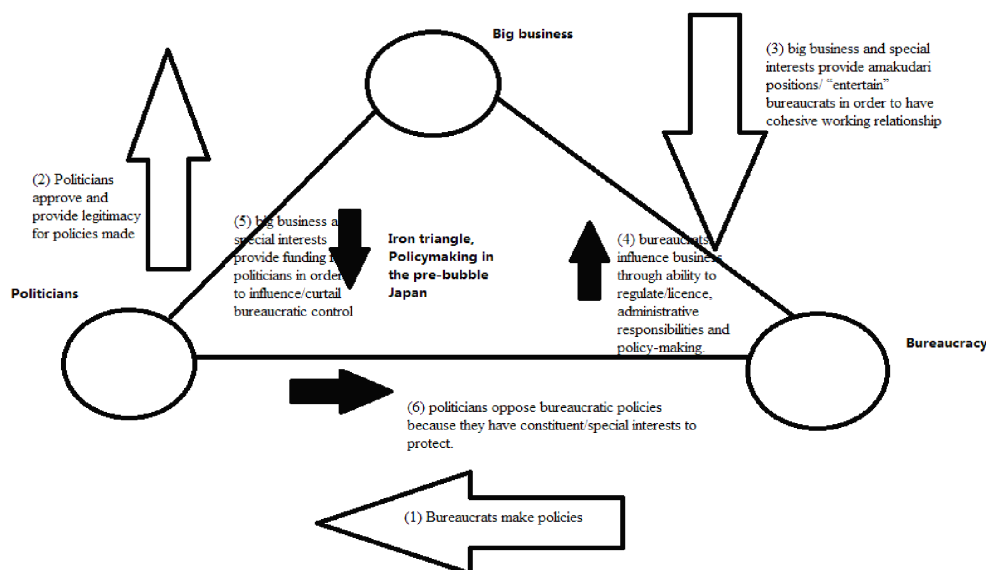 Big business
(3) big business and special
interests provide amakudari
positions/ “entertain”
bureaucrats in order to have
cohesive working relationship
(2) Politicians
approve and
provide legitimacy
for policies made
(5) big business a
special interests
provide funding
politicians in order
to influence/curtail
bureaucratic control
Iron triangle,
Policymaking in
the pre-bubble
Japan
(4) bureaucrats
influence business
through ability to
regulate/licence,
administrative
responsibilities and
policy-making.
Politicians
Bureaucracy
(6) politicians oppose bureaucratic policies
because they have constituent/special interests to
protect.
(1) Bureaucrats make policies